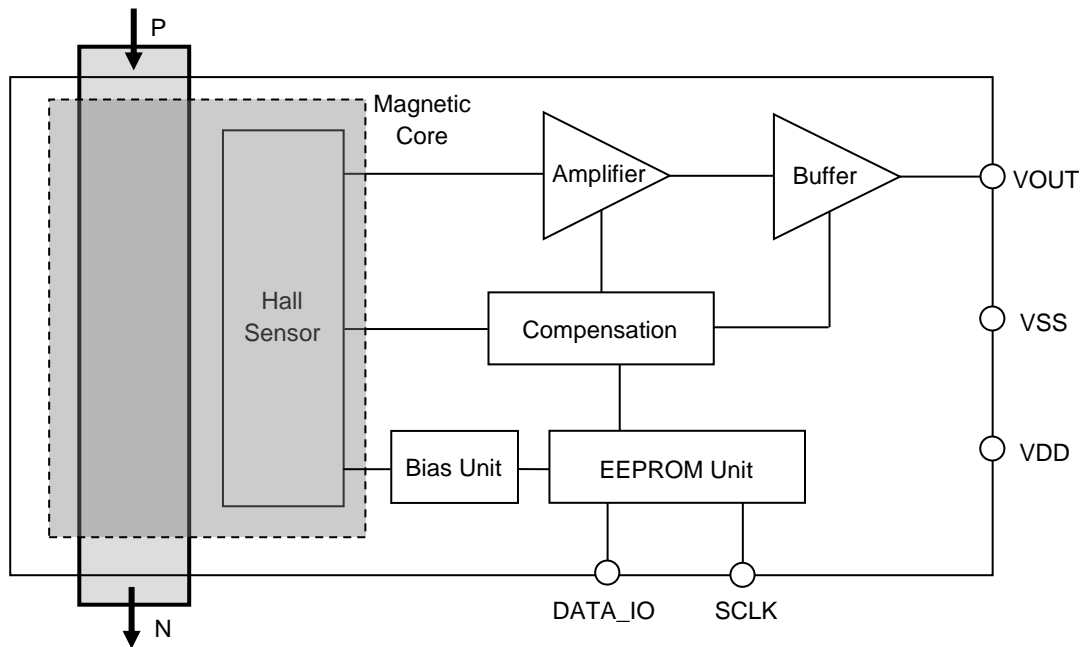 P
Magnetic
Core
Amplifier
Buffer
VOUT
Hall
Sensor
Compensation
VSS
Bias Unit
EEPROM Unit
VDD
DATA_IO
SCLK
N